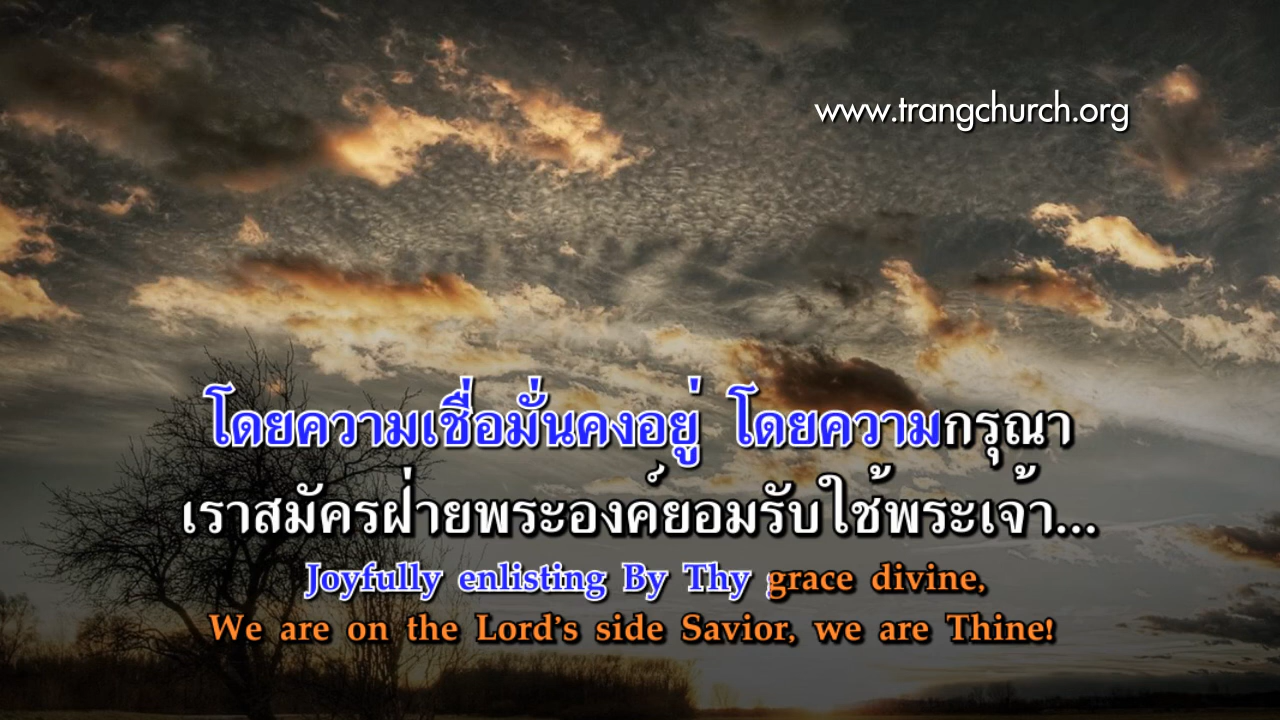 www.trangchurch.org
โดยความเชื่อมั่นคงอยู่ โดยความกรุณา
เราสมัครฝ่ายพระองค์ยอมรับใช้พระเจ้า...
Joyfully enlisting By Thy grace divine,
We are on the Lord's side Savior, we are Thine!